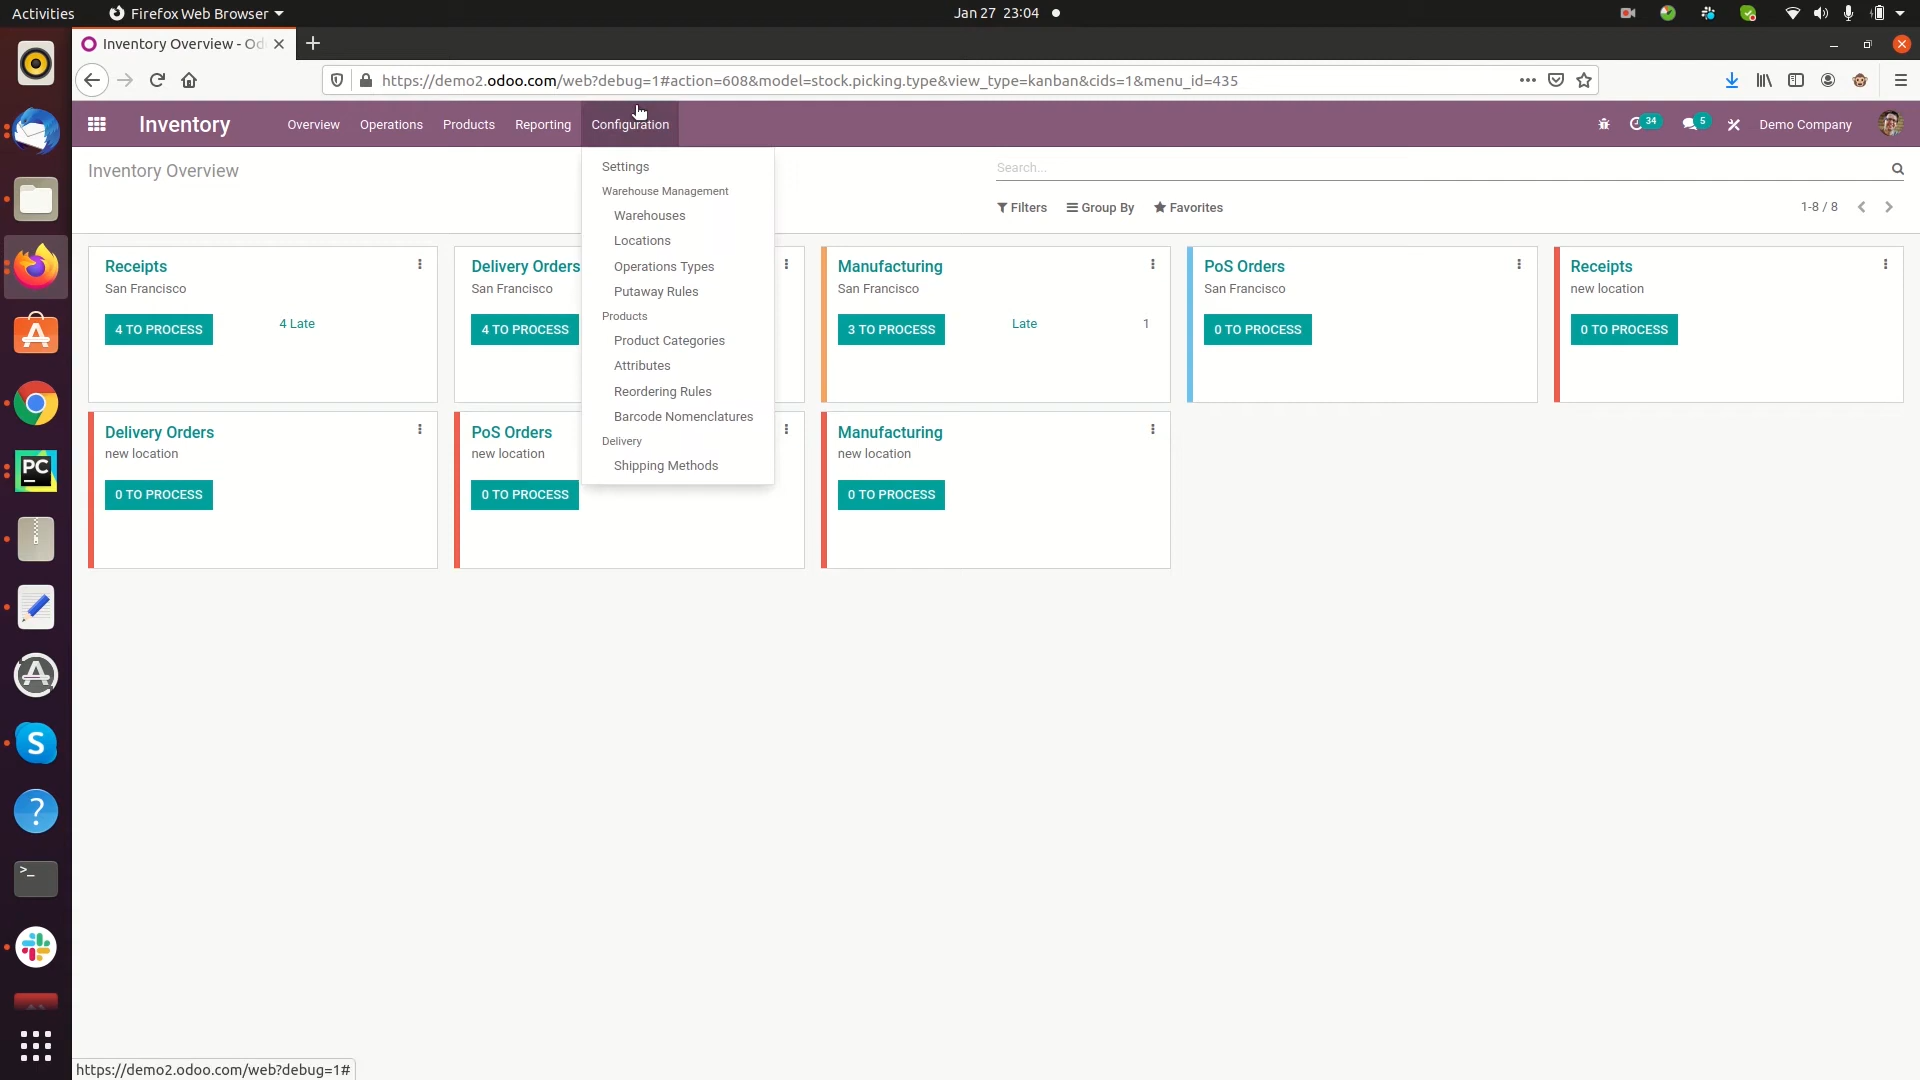 Activities
Firefox Web Browser
Jan 27 23:04
Inventory Overview - Od
https://demo2.odoo.com/web?debug=1#action=608&model=stock.picking.type&view_type=kanban&cids=1&menu_id=435
Inventory
Overview
Operations
Products
Reporting
Configuration
34
5
Demo Company
Inventory Overview
Search...
Filters
Group By
Favorites
1-8 / 8
Settings
Warehouse Management
Warehouses
Locations
Operations Types
Putaway Rules
Products
Product Categories
Attributes
Reordering Rules
Barcode Nomenclatures
Delivery
Shipping Methods
Receipts
San Francisco
4 TO PROCESS
4 Late
Delivery Orders
San Francisco
4 TO PROCESS
Manufacturing
San Francisco
3 TO PROCESS
Late
1
PoS Orders
San Francisco
0 TO PROCESS
Receipts
new location
0 TO PROCESS
Delivery Orders
new location
0 TO PROCESS
PoS Orders
new location
0 TO PROCESS
Manufacturing
new location
0 TO PROCESS
PC
S
?
>_
https://demo2.odoo.com/web?debug=1#